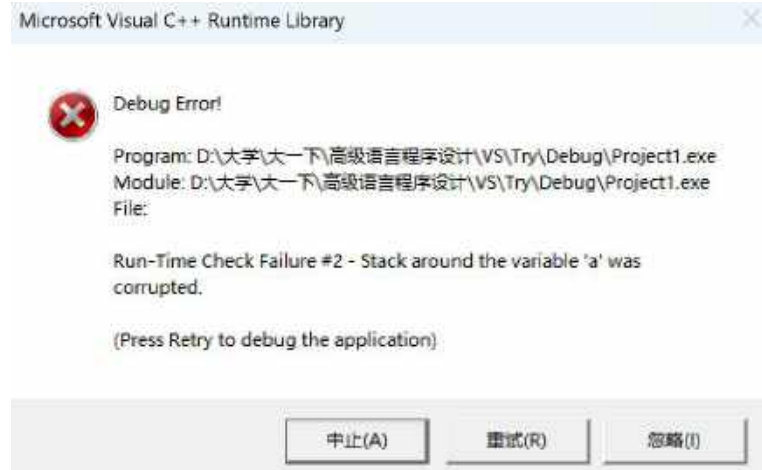 Microsoft Visual C++ Runtime Library
Debug Error!
Program: D:\大学\大一下\高级语言程序设计\VS\Try\Debug\Project1.exe
Module: D:\大学\大一下\高级语言程序设计\VS\Try\Debug\Project1.exe
File:
Run-Time Check Failure #2 - Stack around the variable 'a' was
corrupted.
(Press Retry to debug the application)
中止(A)
重试(R)
忽略(I)